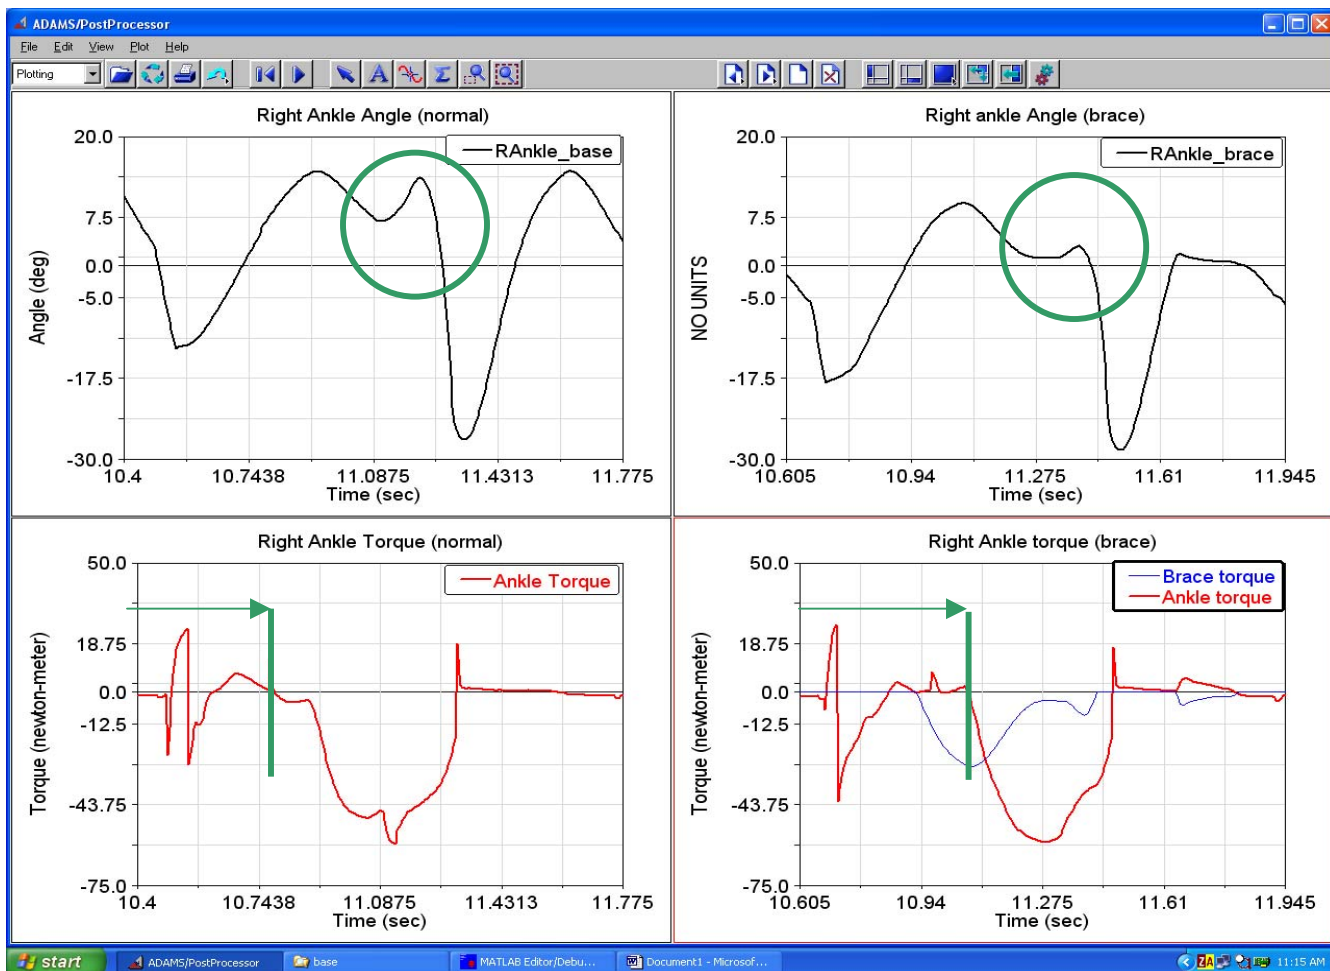 ADAMS/PostProcessor
File Edit View Plot Help
Plotting
Right Ankle Angle (normal)
RAnkle_base
20.0
7.5
0.0
-5.0
-17.5
-30.0
Angle (deg)
10.4 10.7438 11.0875 11.4313 11.775
Time (sec)
Right ankle Angle (brace)
RAnkle_brace
20.0
7.5
0.0
-5.0
-17.5
-30.0
NO UNITS
10.605 10.94 11.275 11.61 11.945
Time (sec)
Right Ankle Torque (normal)
Ankle Torque
50.0
18.75
0.0
-12.5
-43.75
-75.0
Torque (newton-meter)
10.4 10.7438 11.0875 11.4313 11.775
Time (sec)
Right Ankle torque (brace)
Brace torque
Ankle torque
50.0
18.75
0.0
-12.5
-43.75
-75.0
Torque (newton-meter)
10.605 10.94 11.275 11.61 11.945
Time (sec)
start ADAMS/PostProcessor base MATLAB Editor/Debu... Document1 - Microsof... ZA 11:15 AM